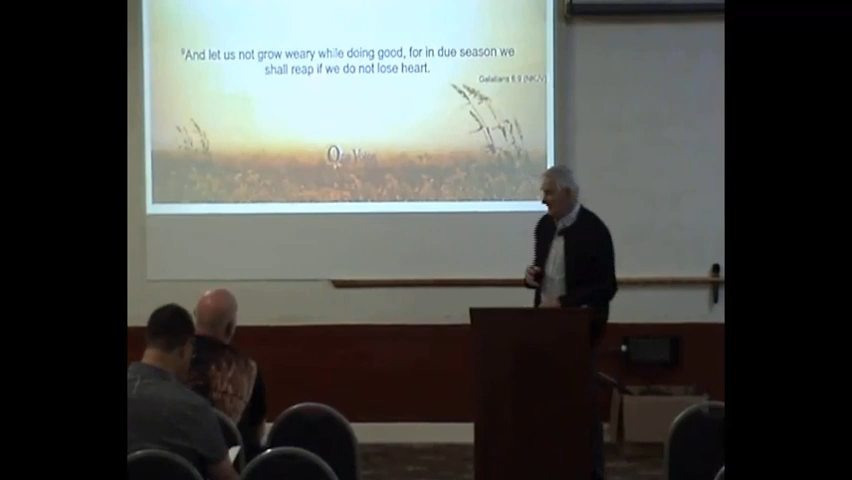 ⁹And let us not grow weary while doing good, for in due season we
shall reap if we do not lose heart.
Galatians 6:9 (NKJV)